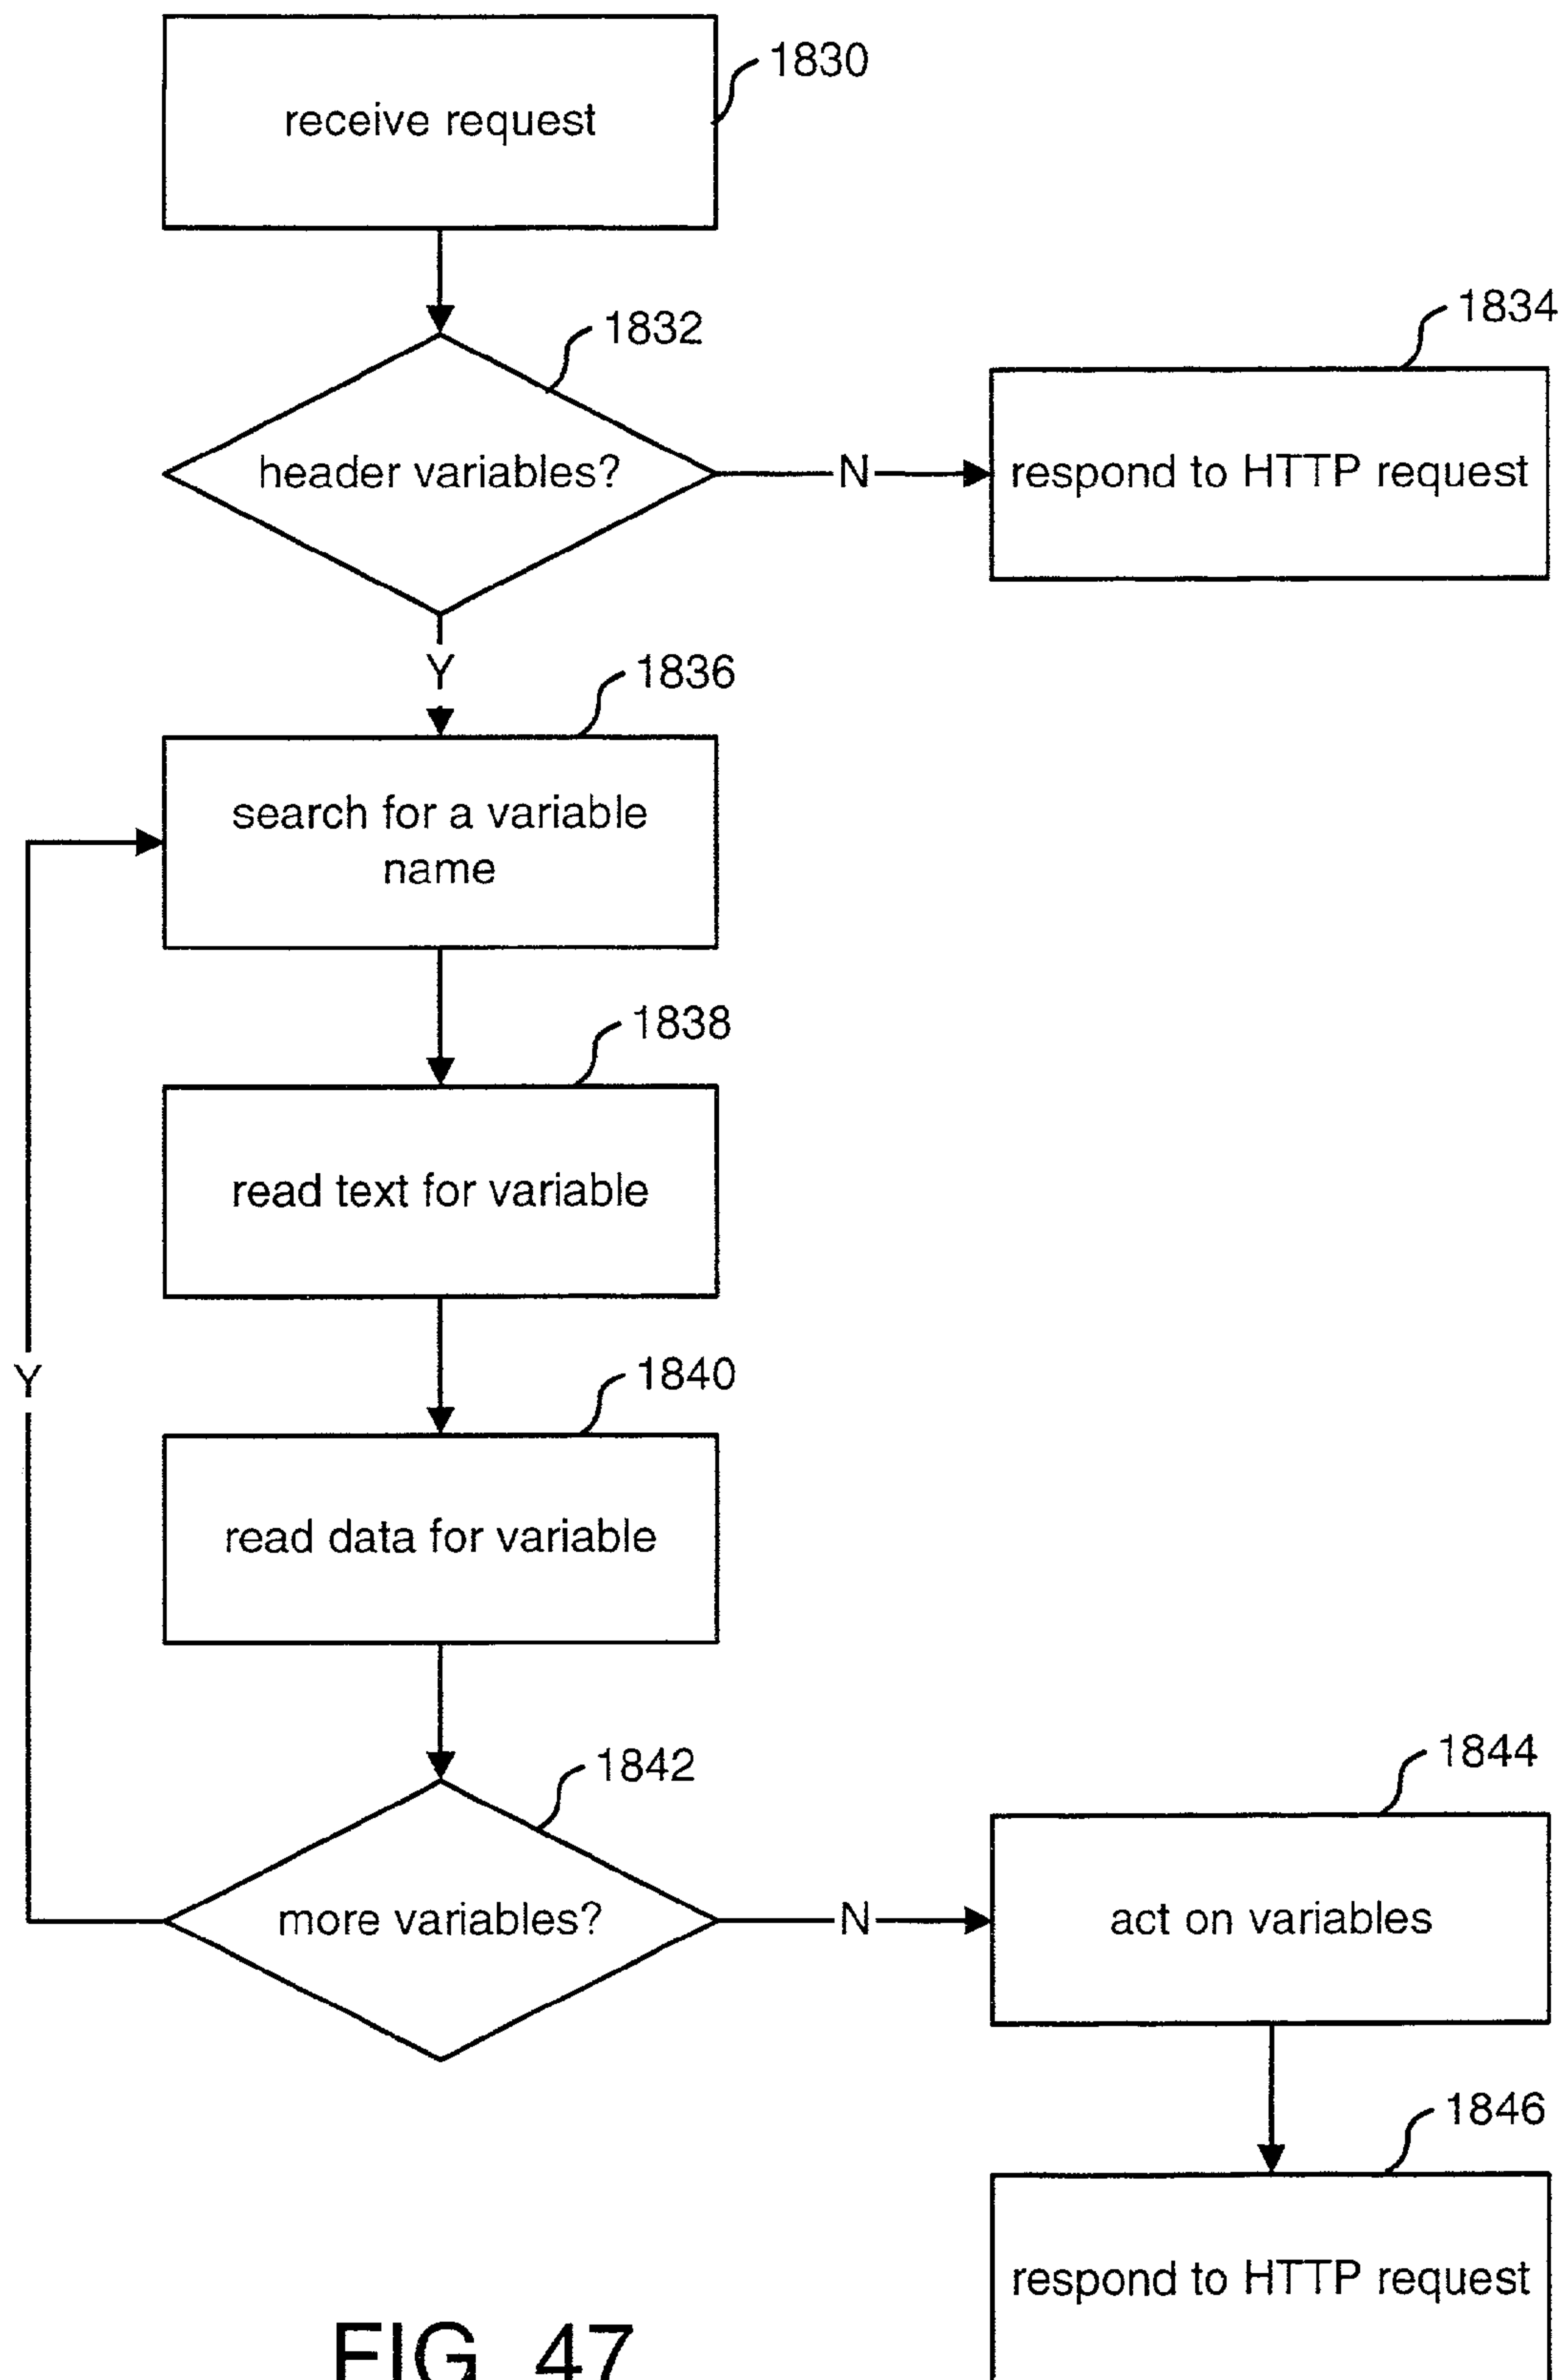 receive request
1830
1832
header variables?
N
1834
respond to HTTP request
Y
1836
search for a variable
name
1838
read text for variable
Y
1840
read data for variable
1842
more variables?
N
1844
act on variables
1846
respond to HTTP request
FIG. 47